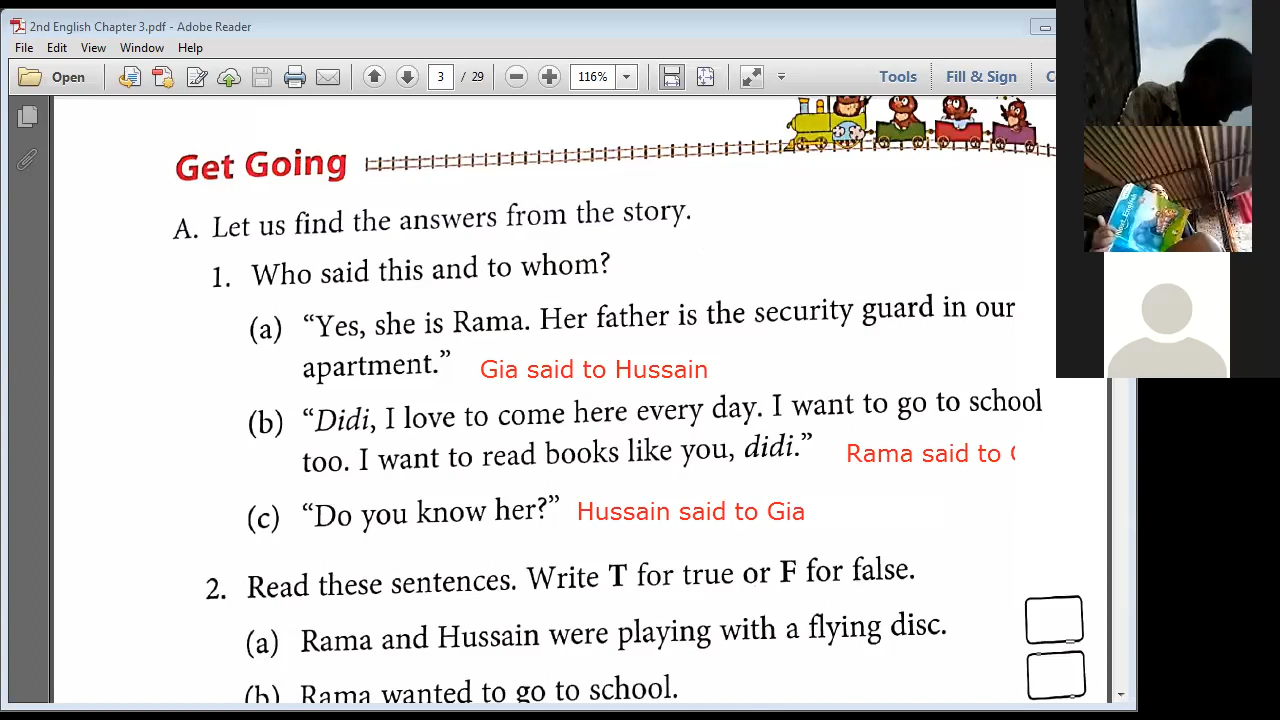 2nd English Chapter 3.pdf - Adobe Reader
File Edit View Window Help
Open 3 / 29 116% Tools Fill & Sign
Get Going
A. Let us find the answers from the story.
1. Who said this and to whom?
(a) “Yes, she is Rama. Her father is the security guard in our
apartment.” Gia said to Hussain
(b) “Didi, I love to come here every day. I want to go to school
too. I want to read books like you, didi.” Rama said to
(c) “Do you know her?” Hussain said to Gia
2. Read these sentences. Write T for true or F for false.
(a) Rama and Hussain were playing with a flying disc.
(b) Rama wanted to go to school.